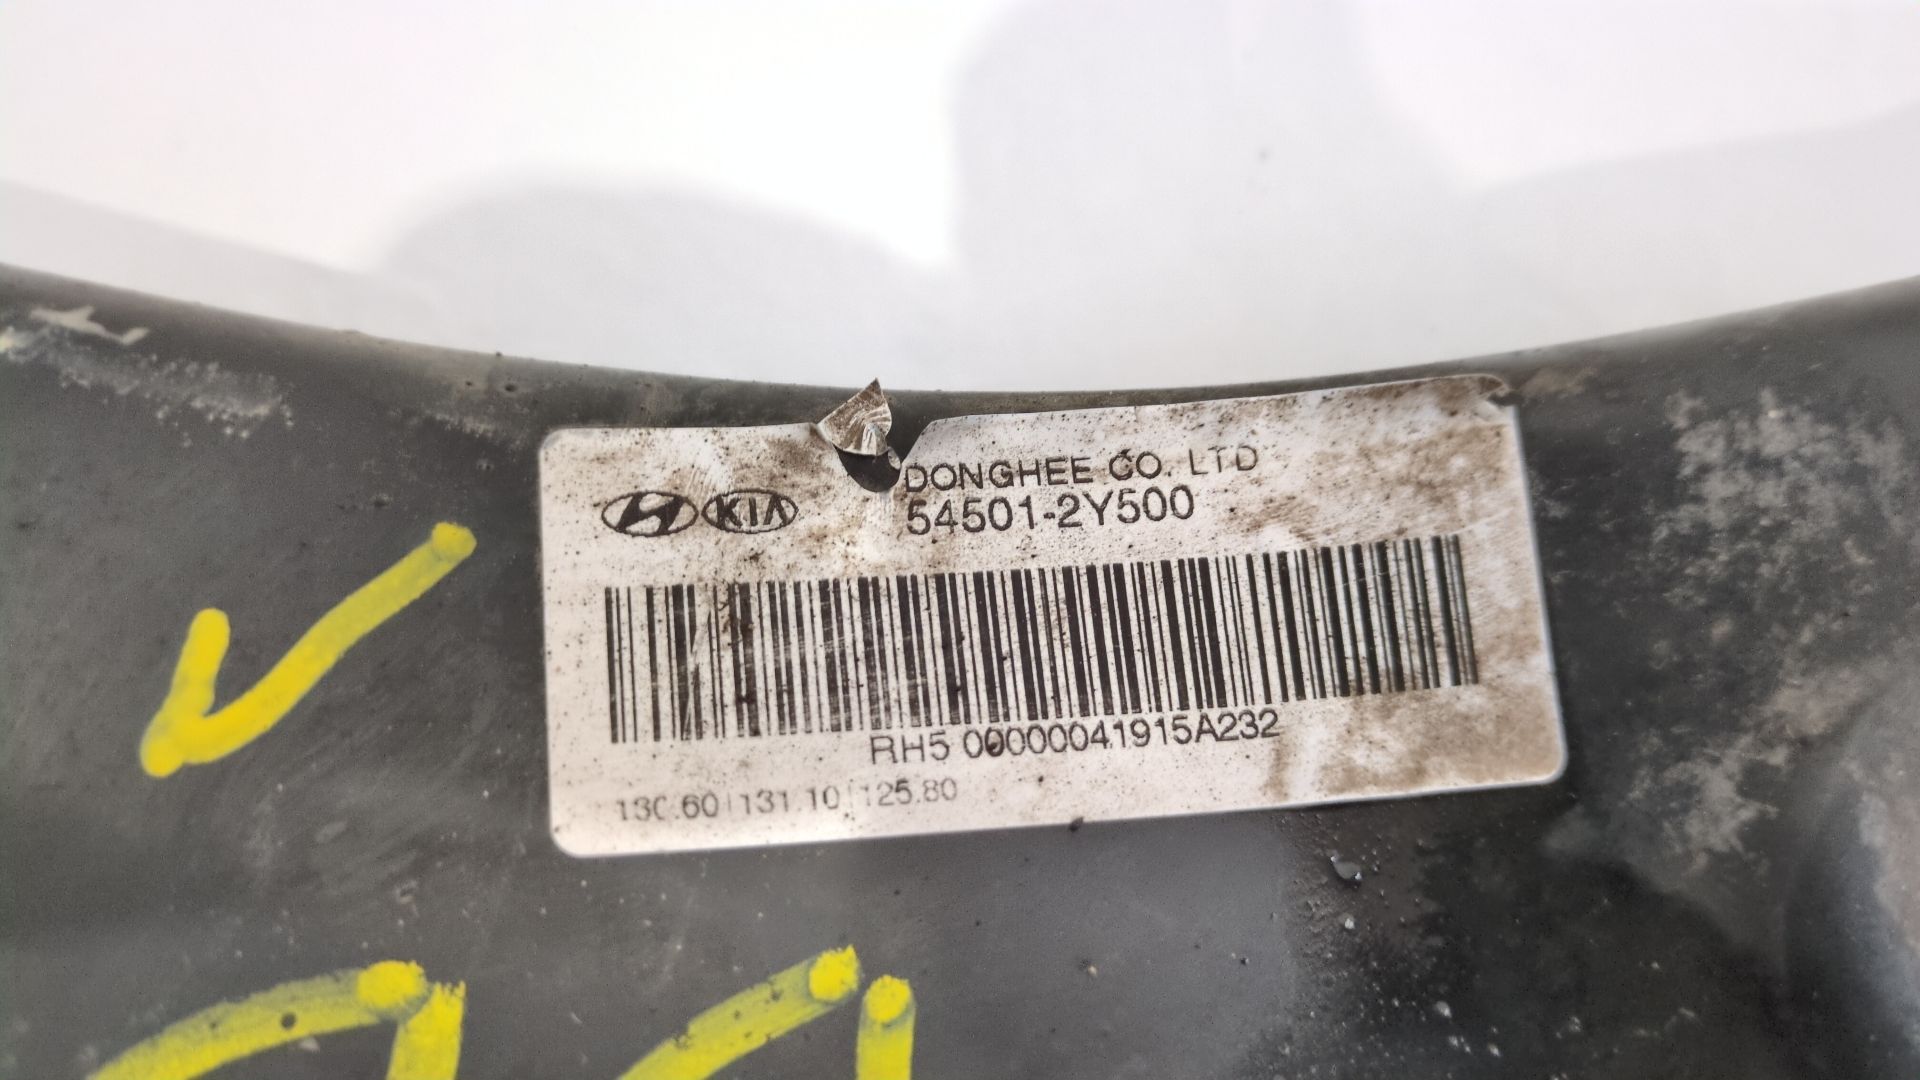 DONGHEE CO. LTD
KIA 54501-2Y500
RH5 00000041915A232
130.60 | 131.10 | 125.80